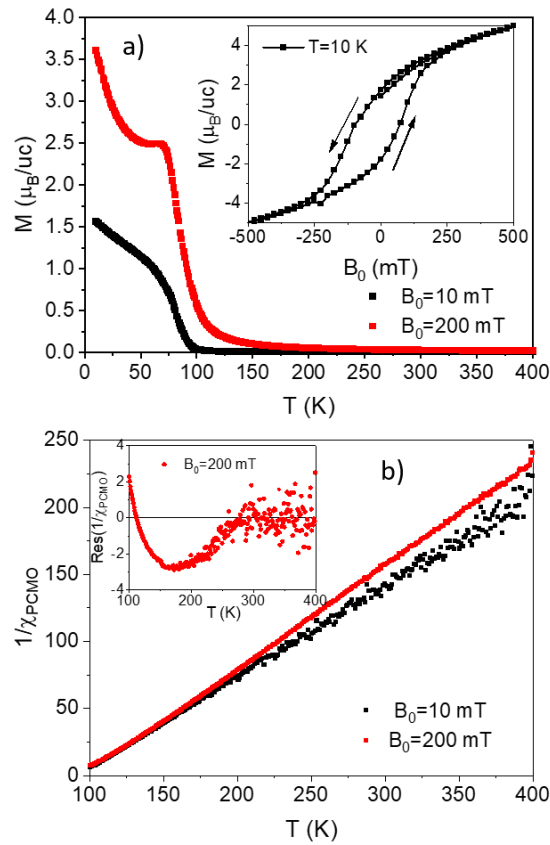 a)
4.0
3.5
3.0
2.5
2.0
1.5
1.0
0.5
0.0
M (μB/uc)
0 50 100 150 200 250 300 350 400
T (K)
T=10 K
4
2
0
-2
-4
M (μB/uc)
-500 -250 0 250 500
B0 (mT)
B0=10 mT
B0=200 mT
b)
250
200
150
100
50
0
1/χPCMO
100 150 200 250 300 350 400
T (K)
B0=200 mT
4
2
0
-2
-4
Res(1/χPCMO)
100 200 300 400
T (K)
B0=10 mT
B0=200 mT